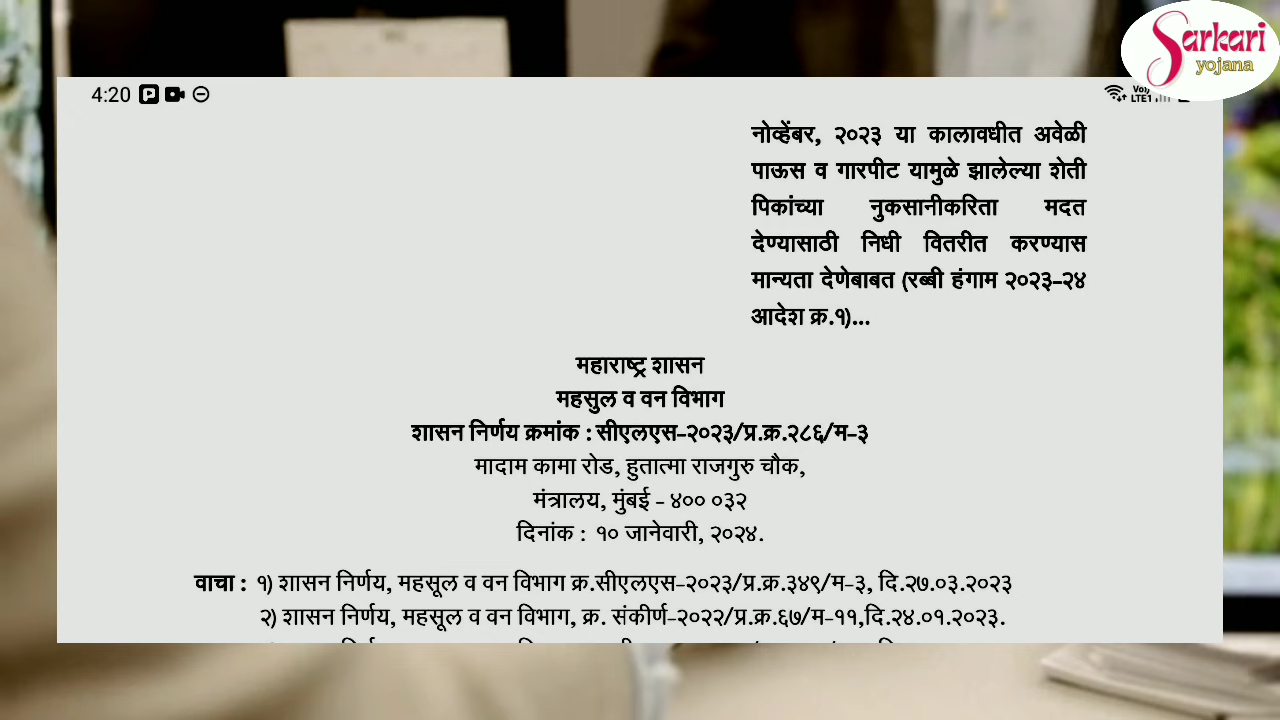 Sarkari
yojana
4:20
LTE1
नोव्हेंबर, २०२३ या कालावधीत अवेळी
पाऊस व गारपीट यामुळे झालेल्या शेती
पिकांच्या नुकसानीकरिता मदत
देण्यासाठी निधी वितरीत करण्यास
मान्यता देणेबाबत (रब्बी हंगाम २०२३-२४
आदेश क्र.१)...
महाराष्ट्र शासन
महसुल व वन विभाग
शासन निर्णय क्रमांक : सीएलएस-२०२३/प्र.क्र.२८६/म-३
मादाम कामा रोड, हुतात्मा राजगुरु चौक,
मंत्रालय, मुंबई - ४०० ०३२
दिनांक : १० जानेवारी, २०२४.
वाचा : १) शासन निर्णय, महसूल व वन विभाग क्र.सीएलएस-२०२३/प्र.क्र.३४९/म-३, दि.२७.०३.२०२३
२) शासन निर्णय, महसूल व वन विभाग, क्र. संकीर्ण-२०२२/प्र.क्र.६७/म-११,दि.२४.०१.२०२३.